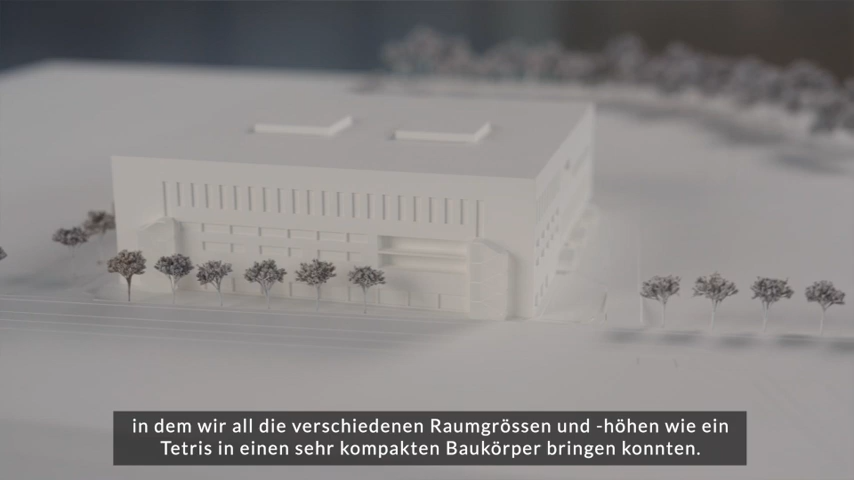 in dem wir all die verschiedenen Raumgrössen und -höhen wie ein
Tetris in einen sehr kompakten Baukörper bringen konnten.